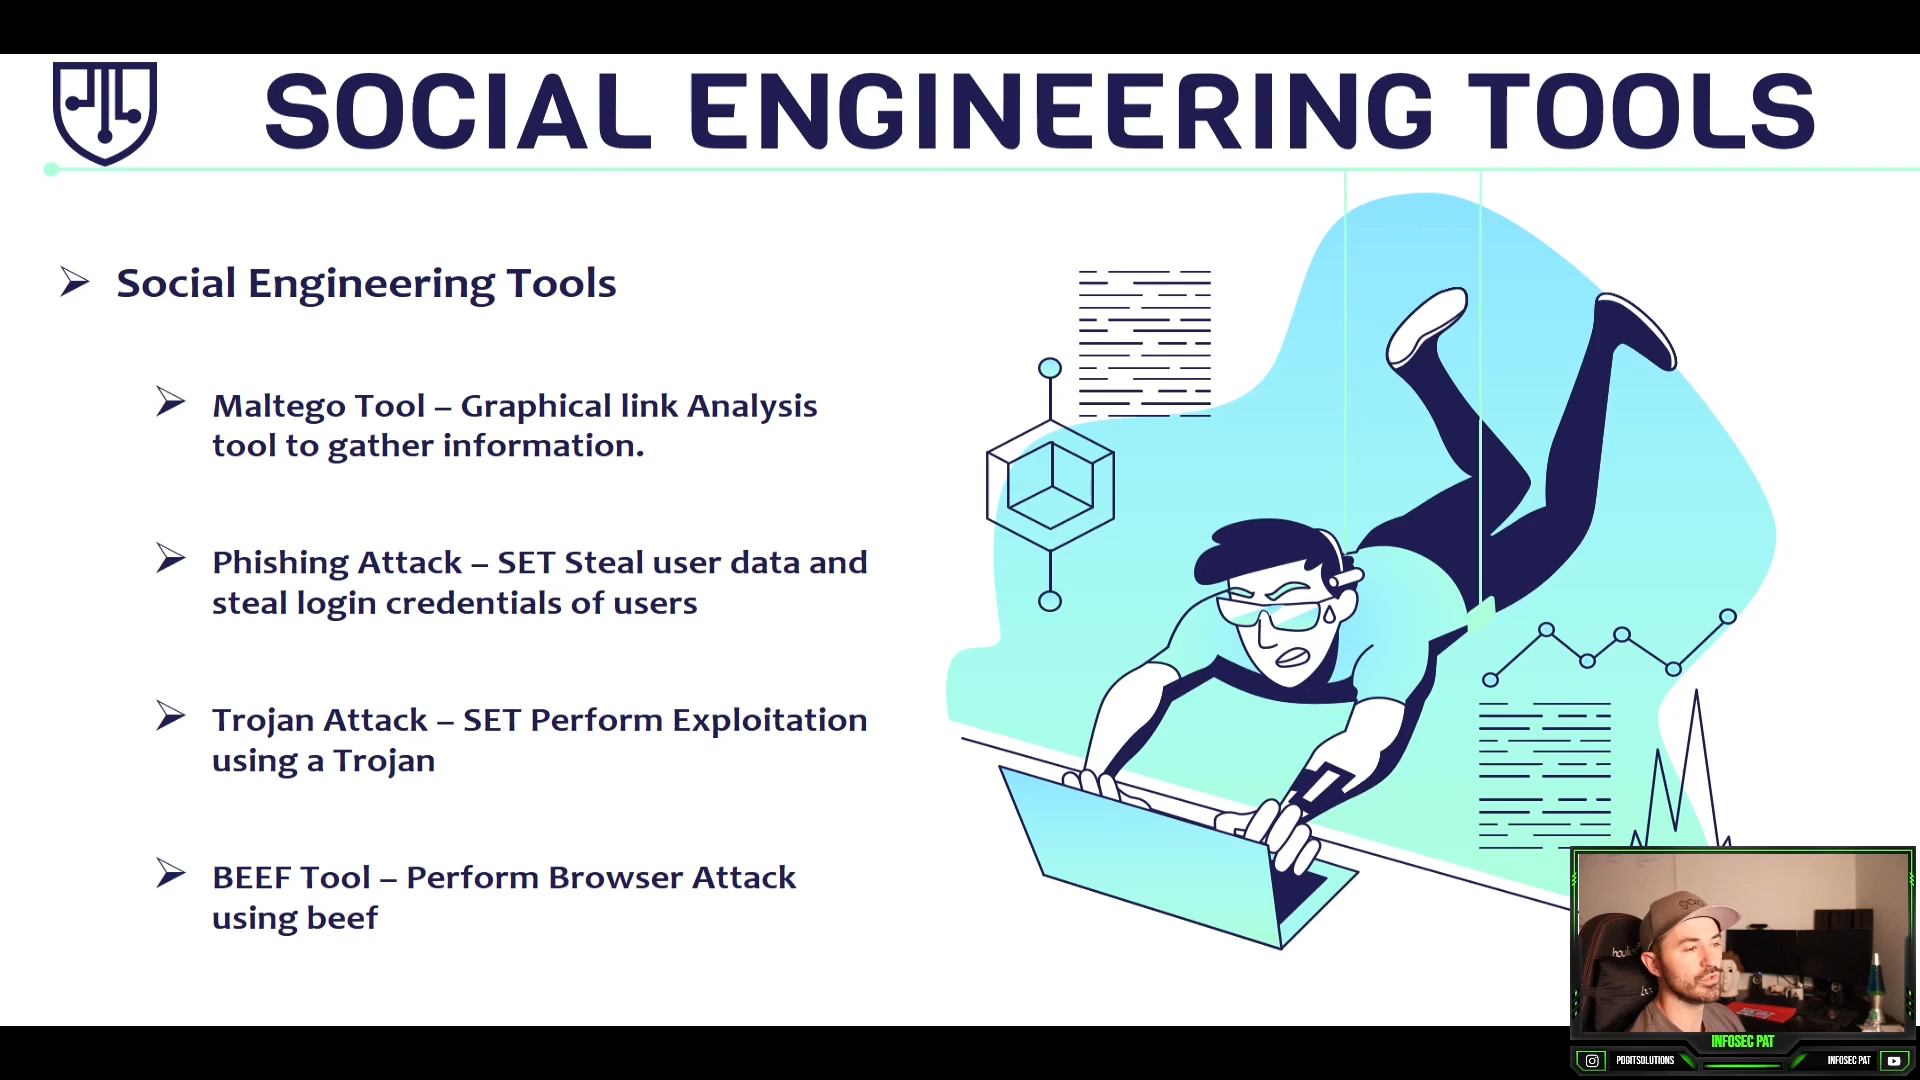 SOCIAL ENGINEERING TOOLS
Social Engineering Tools
Maltego Tool – Graphical link Analysis
tool to gather information.
Phishing Attack – SET Steal user data and
steal login credentials of users
Trojan Attack – SET Perform Exploitation
using a Trojan
BEEF Tool – Perform Browser Attack
using beef
INFOSEC PAT
PDBITSOLUTIONS
INFOSEC PAT